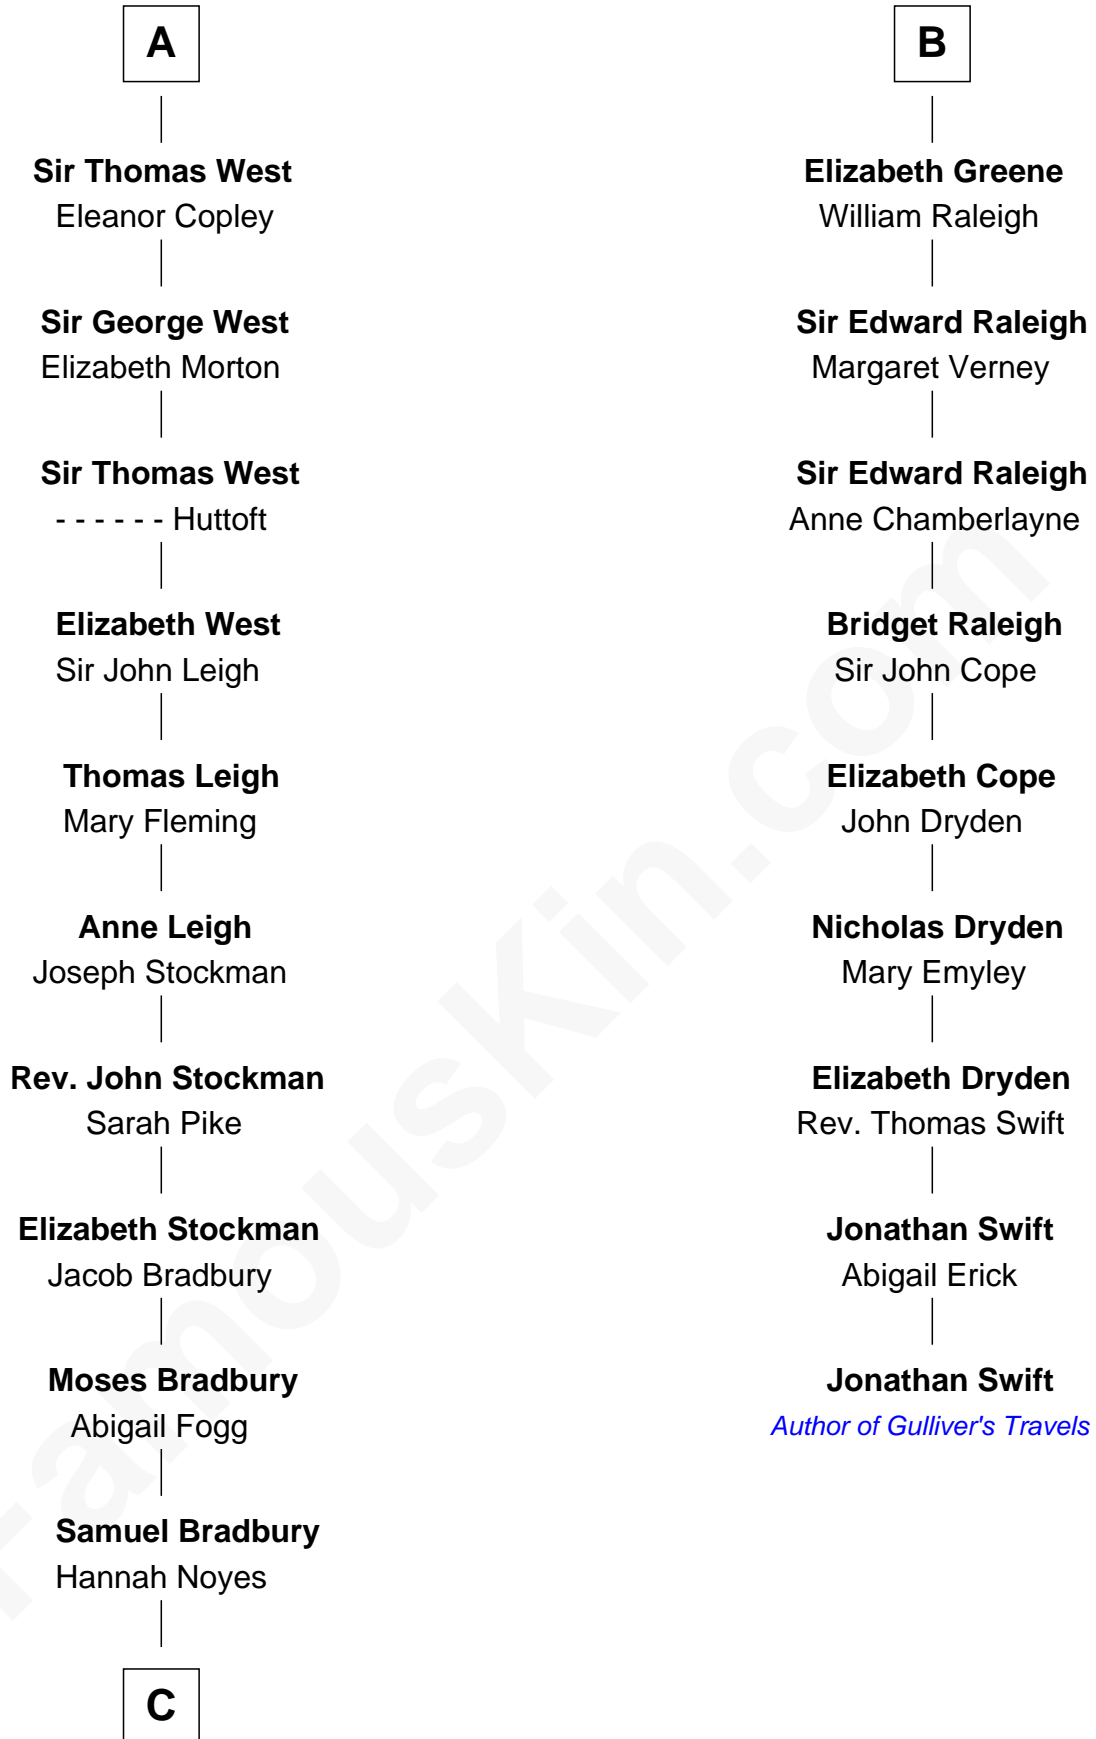 A
Sir Thomas West
Eleanor Copley
Sir George West
Elizabeth Morton
Sir Thomas West
- - - - - - Huttoft
Elizabeth West
Sir John Leigh
Thomas Leigh
Mary Fleming
Anne Leigh
Joseph Stockman
Rev. John Stockman
Sarah Pike
Elizabeth Stockman
Jacob Bradbury
Moses Bradbury
Abigail Fogg
Samuel Bradbury
Hannah Noyes
C
B
Elizabeth Greene
William Raleigh
Sir Edward Raleigh
Margaret Verney
Sir Edward Raleigh
Anne Chamberlayne
Bridget Raleigh
Sir John Cope
Elizabeth Cope
John Dryden
Nicholas Dryden
Mary Emyley
Elizabeth Dryden
Rev. Thomas Swift
Jonathan Swift
Abigail Erick
Jonathan Swift
Author of Gulliver's Travels
FamousKin.com